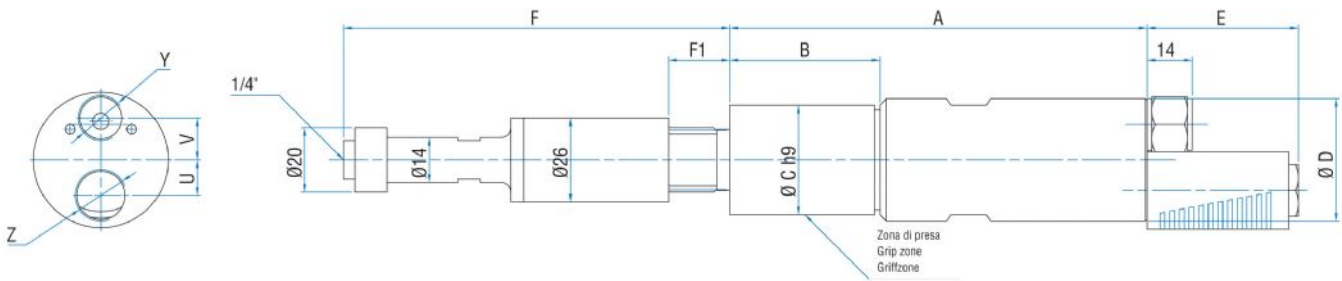 F
A
E
F1
B
14
Y
1/4"
V
U
Z
Ø20
Ø14
Ø26
Ø C h9
Ø D
Zona di presa
Grip zone
Griffzone